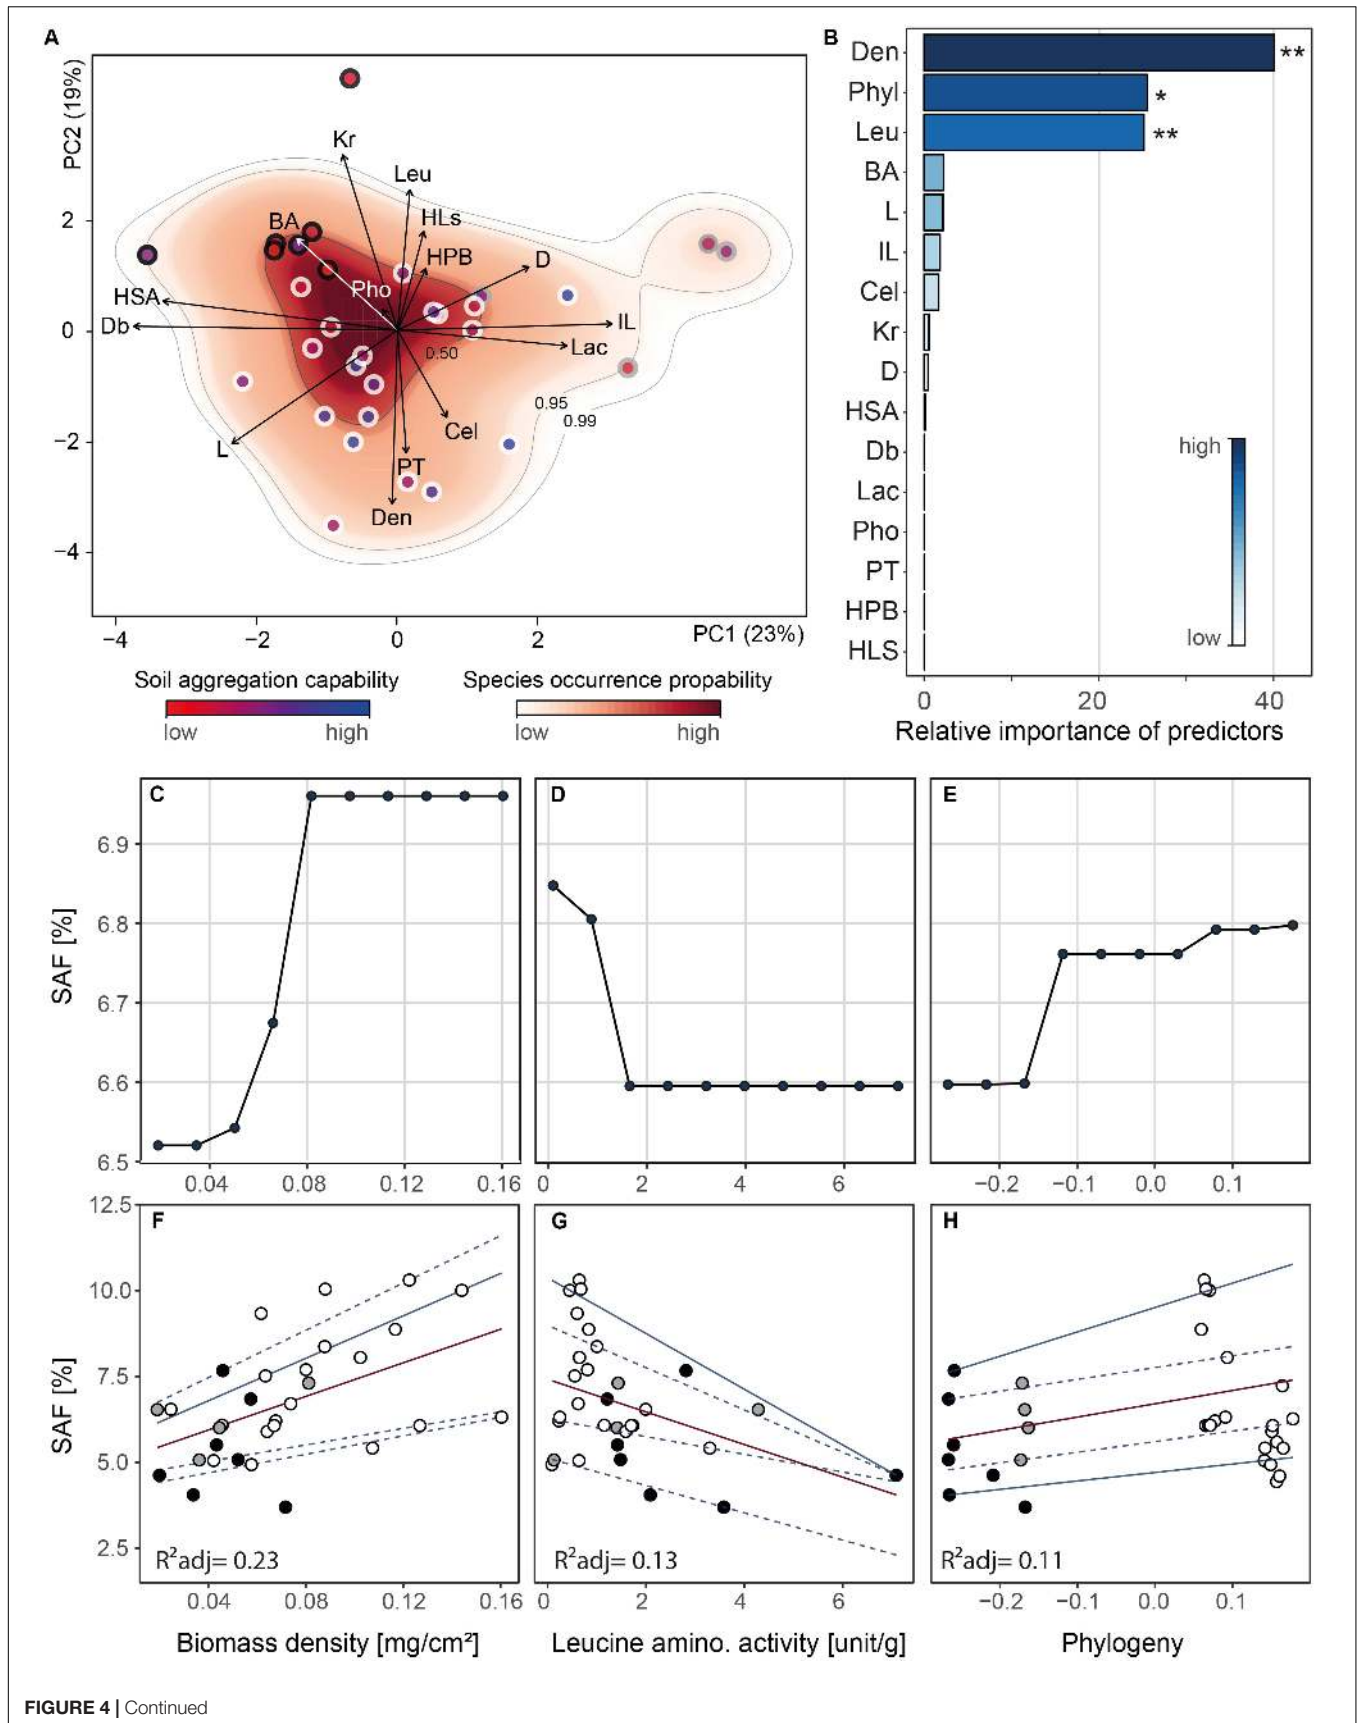 A
PC2 (19%)
2
0
−2
−4
Kr
Leu
HLs
HPB
D
BA
Pho
HSA
Db
IL
Lac
0.50
0.95
0.99
Cel
L
PT
Den
−4
−2
0
2
PC1 (23%)
Soil aggregation capability
low
high
Species occurrence propability
low
high
B
Den
**
Phyl
*
Leu
**
BA
L
IL
Cel
Kr
D
HSA
Db
Lac
Pho
PT
HPB
HLS
high
low
0
20
40
Relative importance of predictors
C
SAF [%]
6.9
6.8
6.7
6.6
6.5
0.04
0.08
0.12
0.16
D
0
2
4
6
E
−0.2
−0.1
0.0
0.1
F
SAF [%]
12.5
10.0
7.5
5.0
2.5
R²adj= 0.23
0.04
0.08
0.12
0.16
Biomass density [mg/cm²]
G
R²adj= 0.13
0
2
4
6
Leucine amino. activity [unit/g]
H
R²adj= 0.11
−0.2
−0.1
0.0
0.1
Phylogeny
FIGURE 4 | Continued